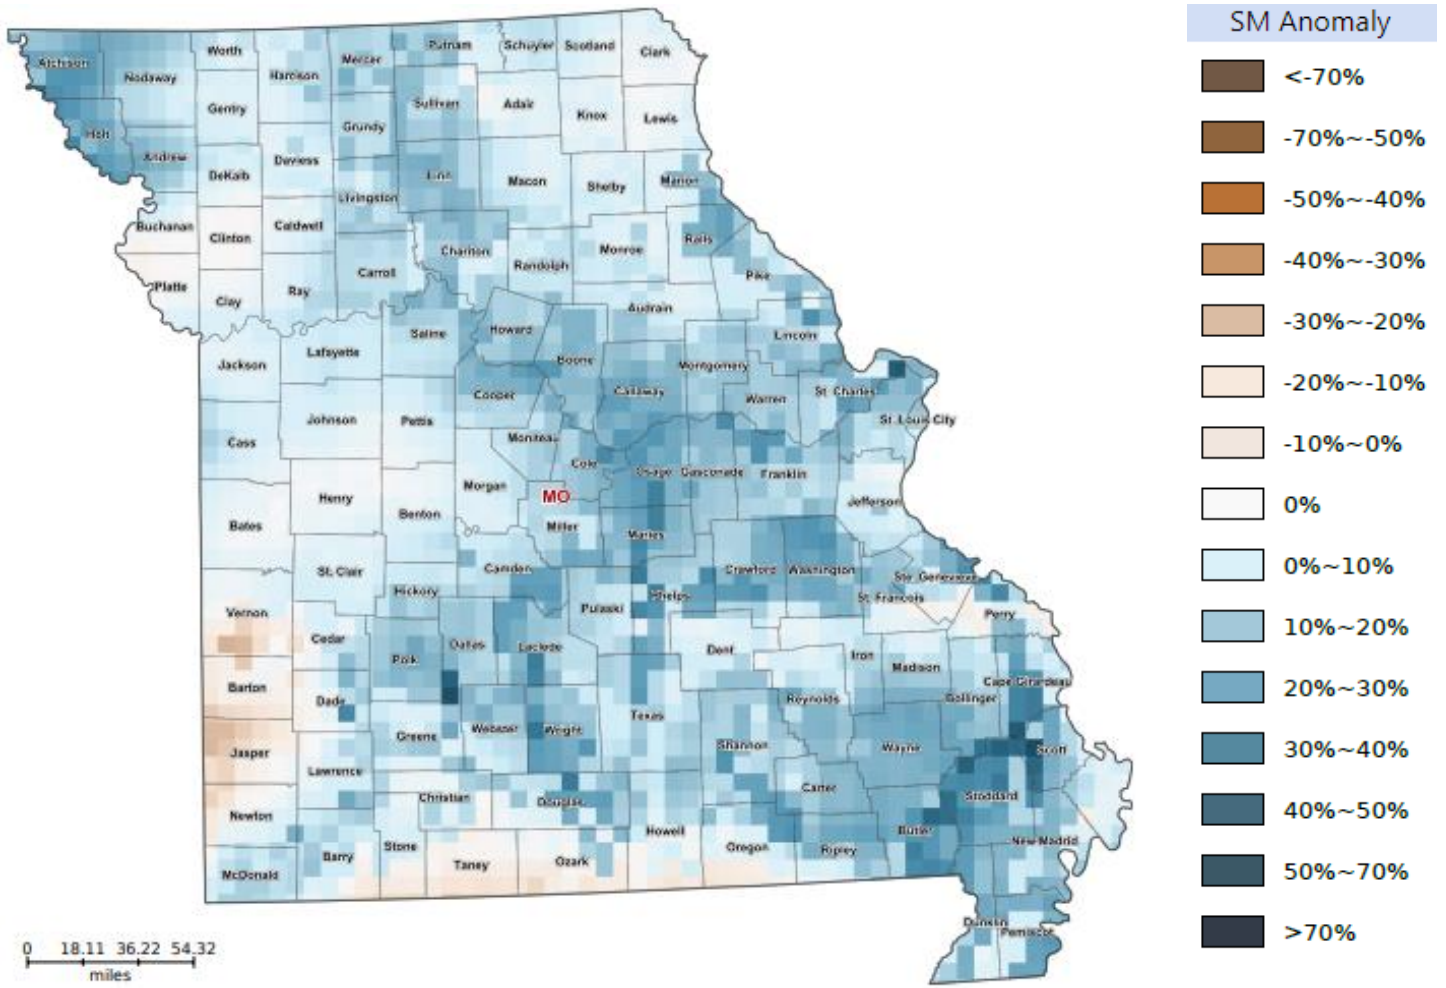 SM Anomaly
<-70%
-70%~-50%
-50%~-40%
-40%~-30%
-30%~-20%
-20%~-10%
-10%~0%
0%
0%~10%
10%~20%
20%~30%
30%~40%
40%~50%
50%~70%
>70%
Atchison
Nodaway
Worth
Harrison
Mercer
Putnam
Schuyler
Scotland
Clark
Gentry
Sullivan
Adair
Knox
Lewis
Holt
Andrew
Grundy
DeKalb
Daviess
Livingston
Linn
Macon
Shelby
Marion
Buchanan
Clinton
Caldwell
Chariton
Randolph
Monroe
Ralls
Platte
Clay
Ray
Carroll
Pike
Audrain
Saline
Howard
Boone
Lincoln
Jackson
Lafayette
Montgomery
Cooper
Callaway
Warren
St. Charles
Johnson
Pettis
St. Louis City
Cass
Moniteau
Cole
Osage
Gasconade
Franklin
Henry
Morgan
MO
Jefferson
Bates
Benton
Miller
Maries
St. Clair
Camden
Crawford
Washington
Ste. Genevieve
Hickory
Pulaski
Phelps
St. Francois
Vernon
Perry
Cedar
Polk
Dallas
Laclede
Dent
Iron
Madison
Barton
Dade
Cape Girardeau
Reynolds
Bollinger
Greene
Webster
Wright
Texas
Shannon
Wayne
Scott
Jasper
Lawrence
Christian
Douglas
Carter
Stoddard
Newton
Howell
Oregon
Ripley
Butler
New Madrid
McDonald
Barry
Stone
Taney
Ozark
Dunklin
Pemiscot
0 18.11 36.22 54.32
miles